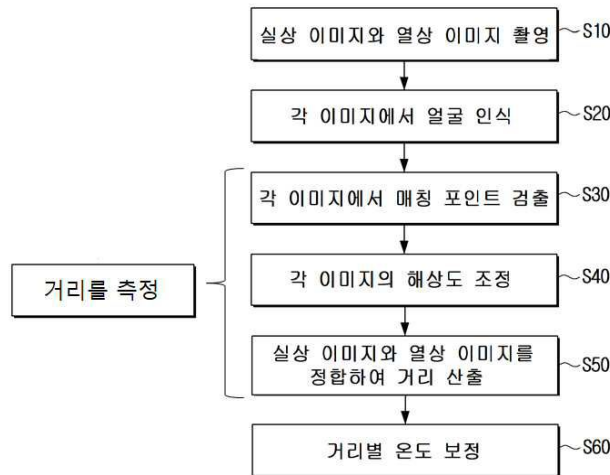 실상 이미지와 열상 이미지 촬영
S10
각 이미지에서 얼굴 인식
S20
각 이미지에서 매칭 포인트 검출
S30
거리를 측정
각 이미지의 해상도 조정
S40
실상 이미지와 열상 이미지를
정합하여 거리 산출
S50
거리별 온도 보정
S60